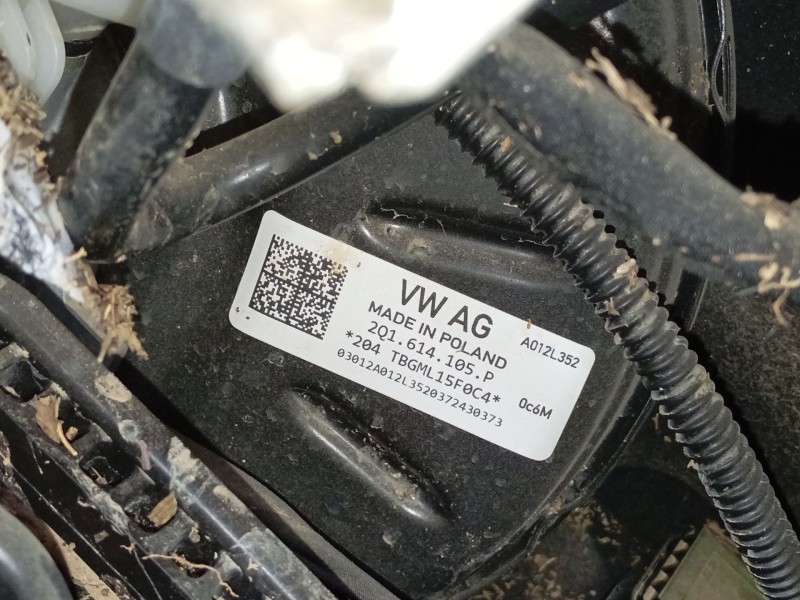 VW AG
MADE IN POLAND
2Q1.614.105.P
*204 TBGML15F0C4*
03012A012L3520372430373
A012L352
0c6M